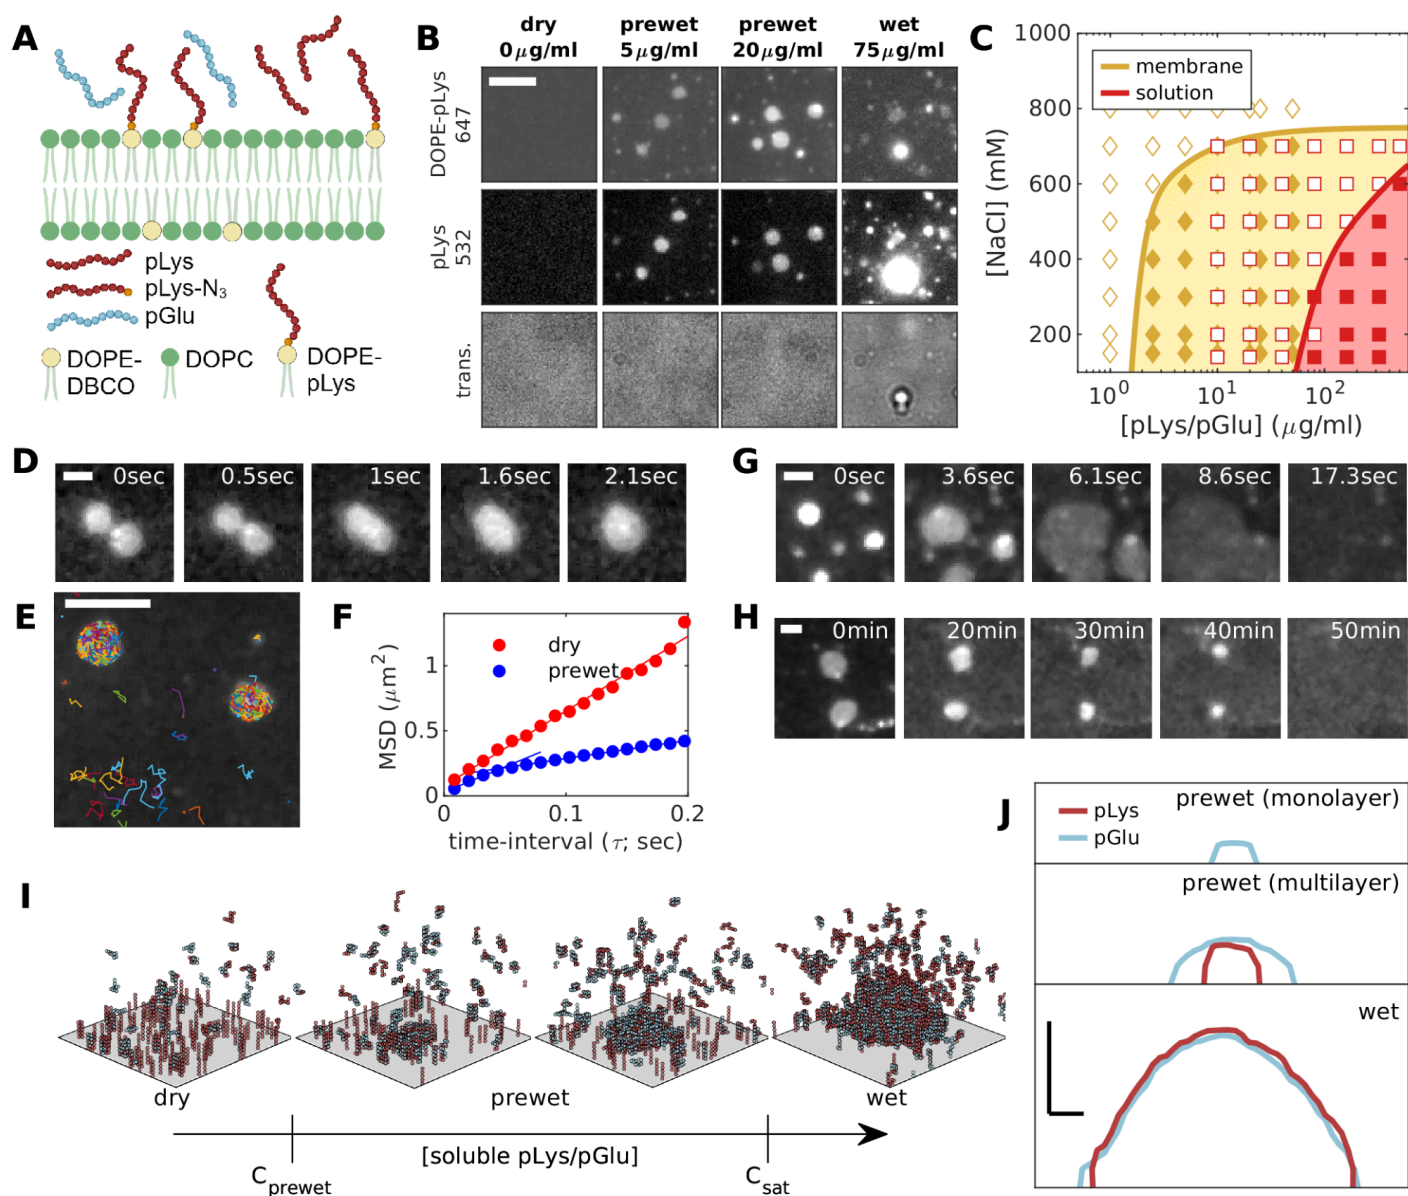 A
pLys
pLys-N3
pGlu
DOPE-
DBCO
DOPC
DOPE-
pLys
B
dry
0μg/ml
prewet
5μg/ml
prewet
20μg/ml
wet
75μg/ml
DOPE-pLys
647
pLys
532
trans.
C
membrane
solution
1000
800
600
400
200
[NaCl] (mM)
10^0
10^1
10^2
[pLys/pGlu] (μg/ml)
D
0sec
0.5sec
1sec
1.6sec
2.1sec
G
0sec
3.6sec
6.1sec
8.6sec
17.3sec
E
F
dry
prewet
1
0.5
0
MSD (μm²)
0
0.1
0.2
time-interval (τ; sec)
H
0min
20min
30min
40min
50min
I
dry
prewet
wet
[soluble pLys/pGlu]
Cprewet
Csat
J
pLys
pGlu
prewet (monolayer)
prewet (multilayer)
wet